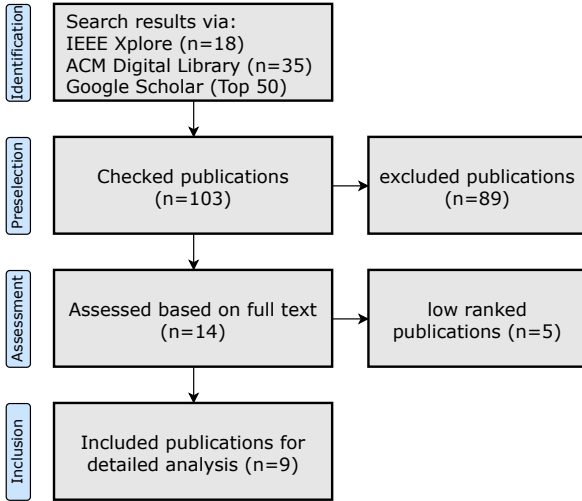 Identification
Search results via:
IEEE Xplore (n=18)
ACM Digital Library (n=35)
Google Scholar (Top 50)
Preselection
Checked publications
(n=103)
excluded publications
(n=89)
Assessment
Assessed based on full text
(n=14)
low ranked
publications (n=5)
Inclusion
Included publications for
detailed analysis (n=9)